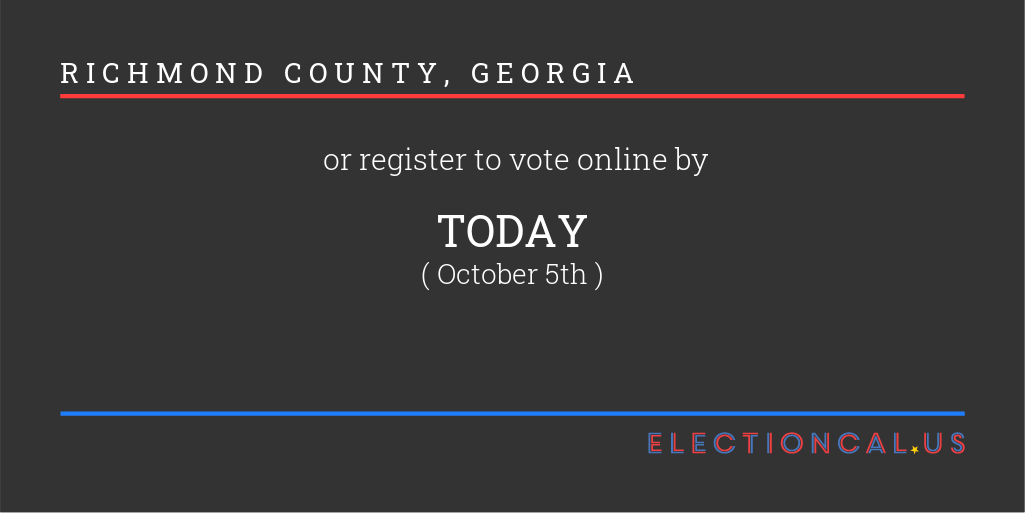 RICHMOND COUNTY, GEORGIA
or register to vote online by
TODAY
( October 5th )
ELECTIONCAL.US